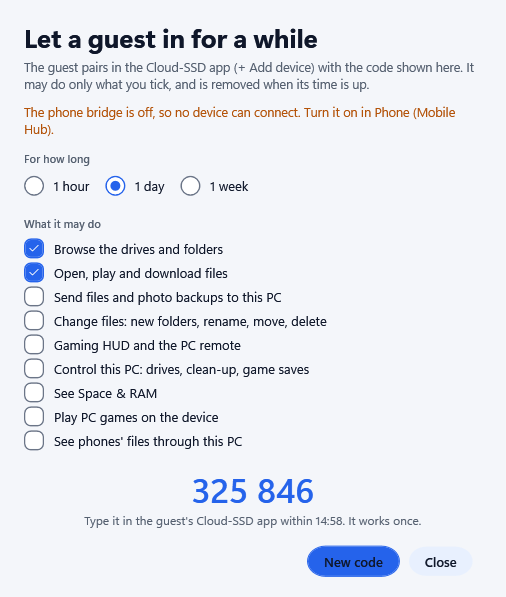 Let a guest in for a while
The guest pairs in the Cloud-SSD app (+ Add device) with the code shown here. It
may do only what you tick, and is removed when its time is up.
The phone bridge is off, so no device can connect. Turn it on in Phone (Mobile
Hub).
For how long
1 hour 1 day 1 week
What it may do
Browse the drives and folders
Open, play and download files
Send files and photo backups to this PC
Change files: new folders, rename, move, delete
Gaming HUD and the PC remote
Control this PC: drives, clean-up, game saves
See Space & RAM
Play PC games on the device
See phones' files through this PC
325 846
Type it in the guest's Cloud-SSD app within 14:58. It works once.
New code Close